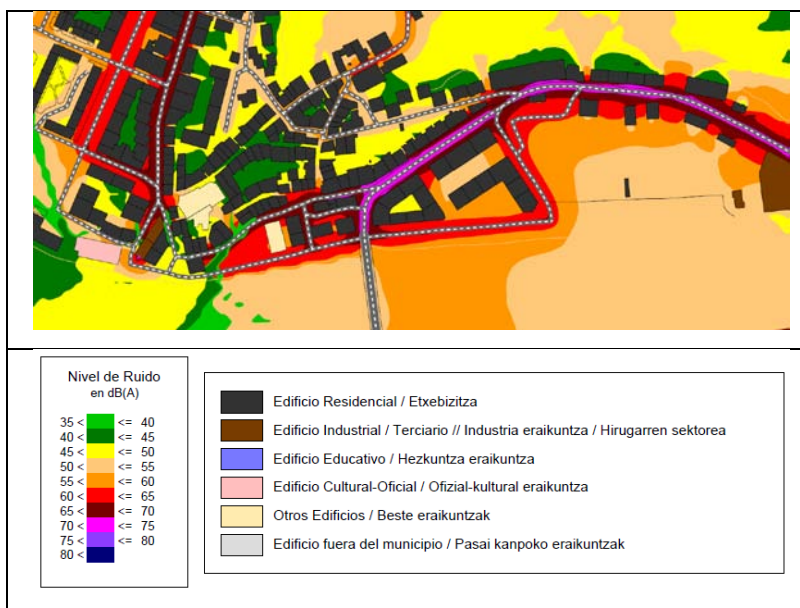 Nivel de Ruido
en dB(A)
35 < <= 40
40 < <= 45
45 < <= 50
50 < <= 55
55 < <= 60
60 < <= 65
65 < <= 70
70 < <= 75
75 < <= 80
80 <
Edificio Residencial / Etxebizitza
Edificio Industrial / Terciario // Industria eraikuntza / Hirugarren sektorea
Edificio Educativo / Hezkuntza eraikuntza
Edificio Cultural-Oficial / Ofizial-kultural eraikuntza
Otros Edificios / Beste eraikuntzak
Edificio fuera del municipio / Pasai kanpoko eraikuntzak